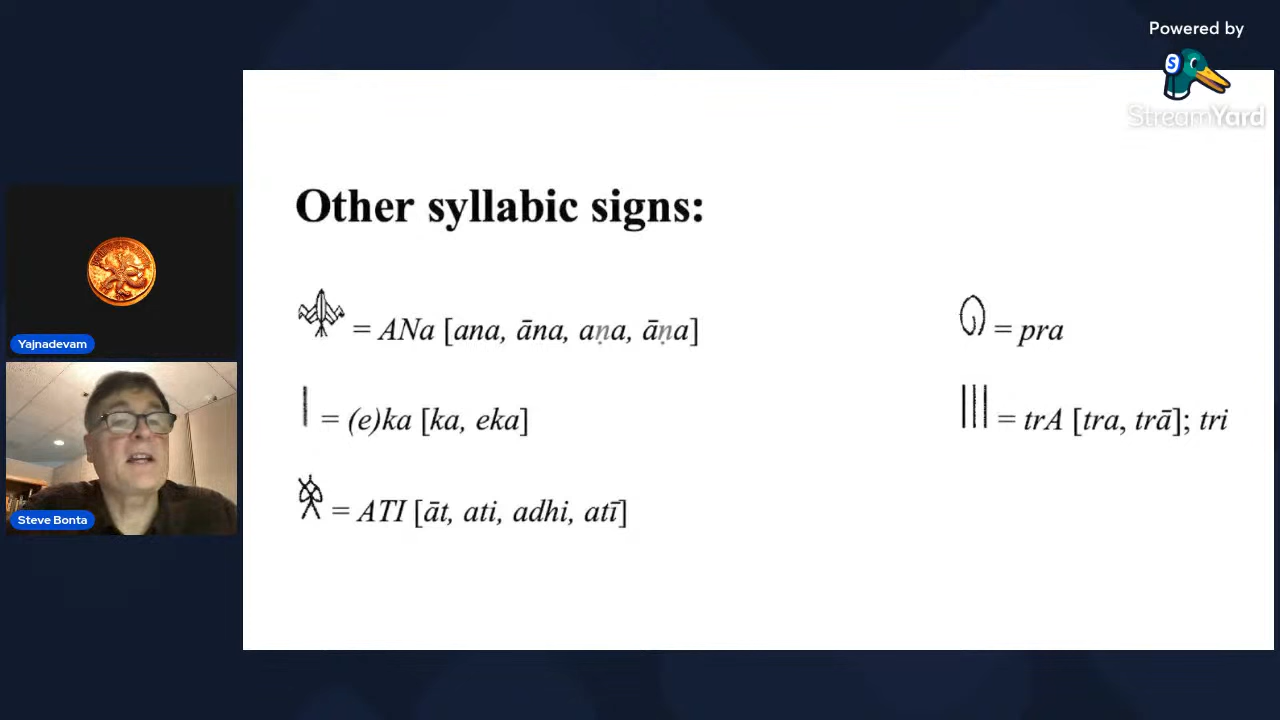 Powered by
StreamYard
Other syllabic signs:
= ANa [ana, āna, aṇa, āṇa]
= pra
= (e)ka [ka, eka]
= trA [tra, trā]; tri
= ATI [āt, ati, adhi, atī]
Yajnadevam
Steve Bonta